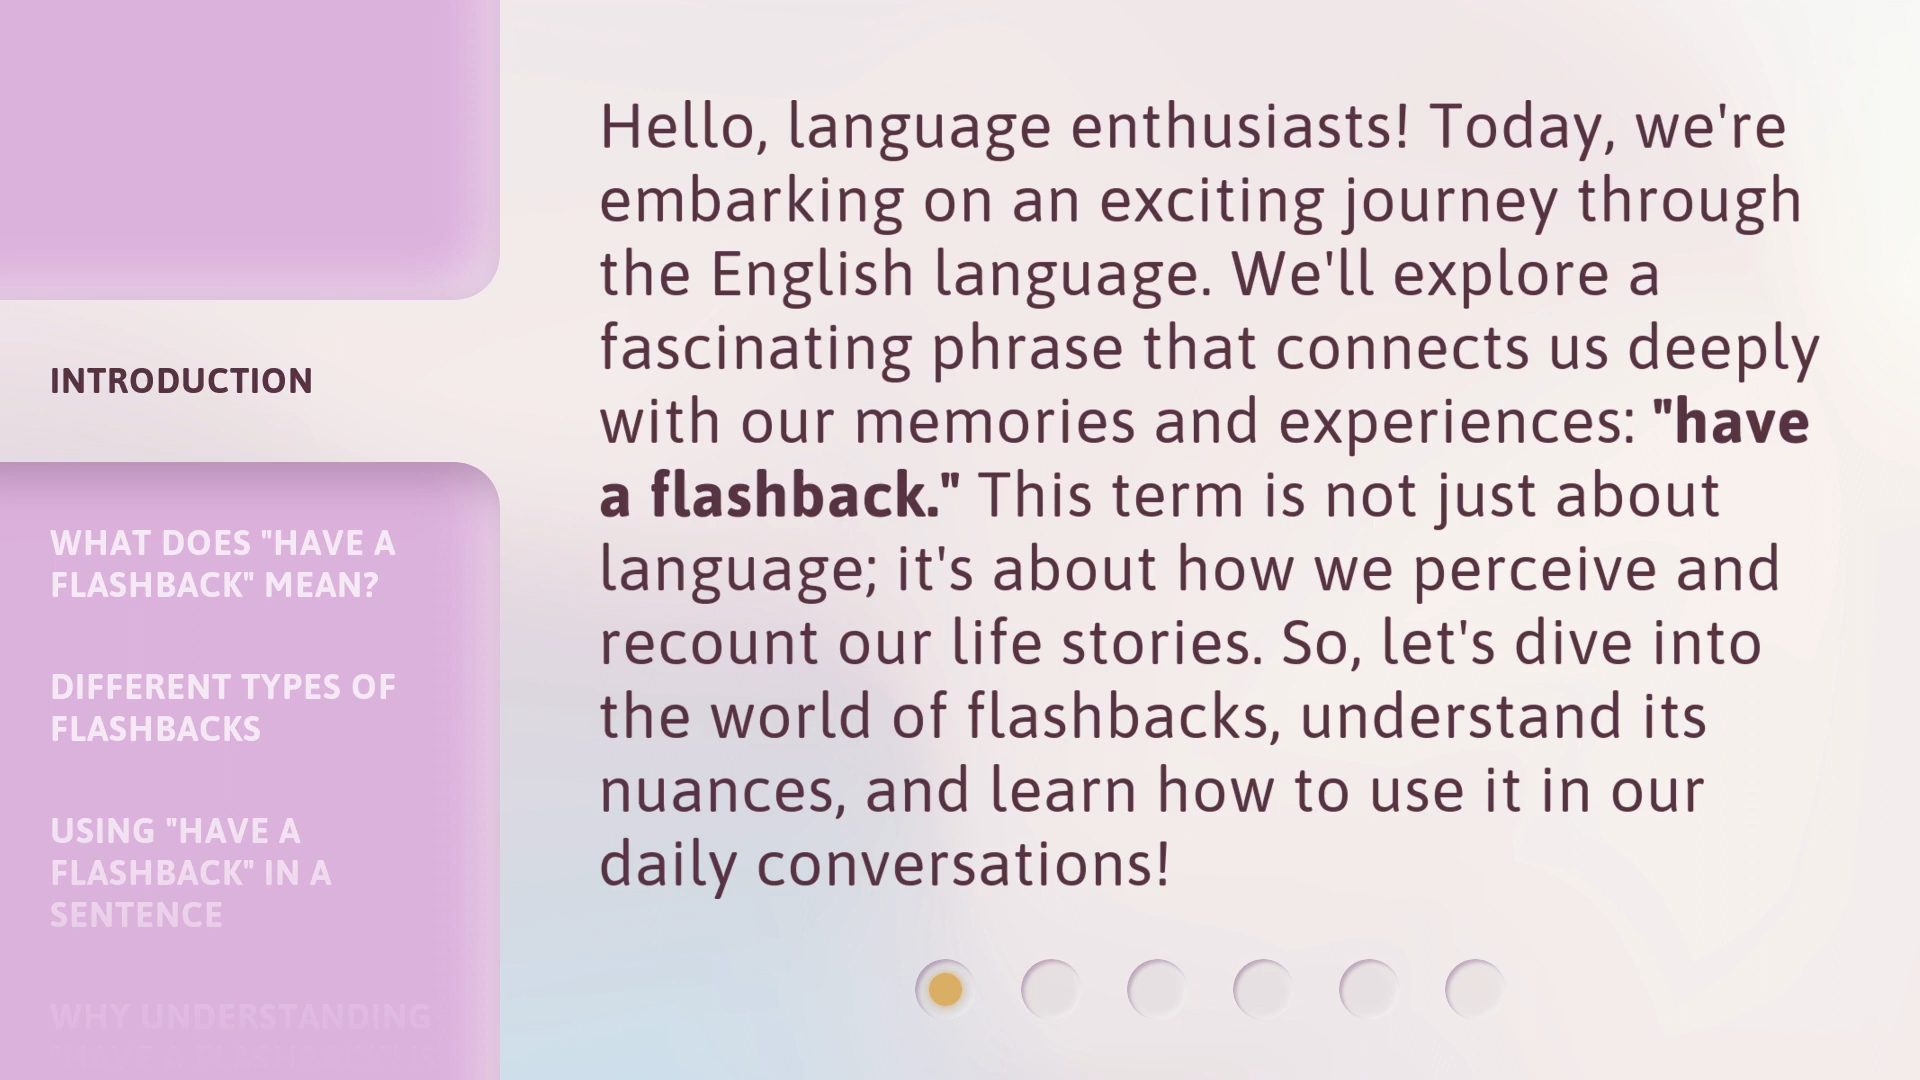 INTRODUCTION
WHAT DOES "HAVE A
FLASHBACK" MEAN?
DIFFERENT TYPES OF
FLASHBACKS
USING "HAVE A
FLASHBACK" IN A
SENTENCE
WHY UNDERSTANDING
Hello, language enthusiasts! Today, we're
embarking on an exciting journey through
the English language. We'll explore a
fascinating phrase that connects us deeply
with our memories and experiences: "have
a flashback." This term is not just about
language; it's about how we perceive and
recount our life stories. So, let's dive into
the world of flashbacks, understand its
nuances, and learn how to use it in our
daily conversations!